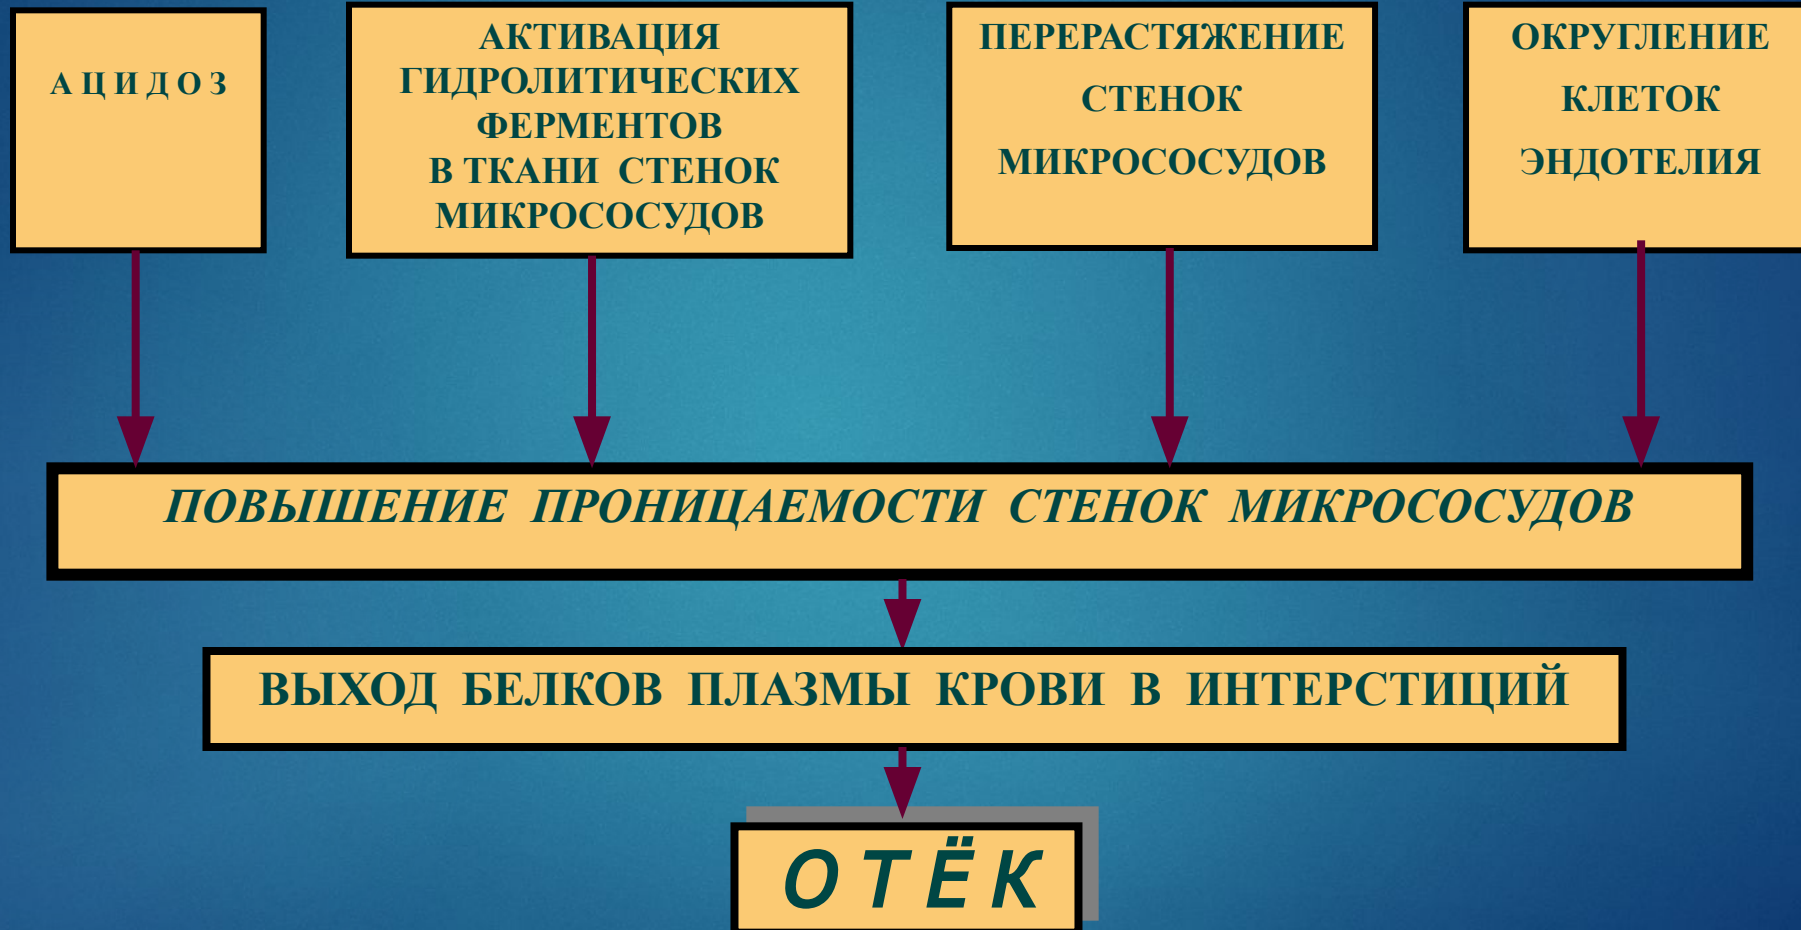 А Ц И Д О З
АКТИВАЦИЯ
ГИДРОЛИТИЧЕСКИХ
ФЕРМЕНТОВ
В ТКАНИ СТЕНОК
МИКРОСОСУДОВ
ПЕРЕРАСТЯЖЕНИЕ
СТЕНОК
МИКРОСОСУДОВ
ОКРУГЛЕНИЕ
КЛЕТОК
ЭНДОТЕЛИЯ
ПОВЫШЕНИЕ ПРОНИЦАЕМОСТИ СТЕНОК МИКРОСОСУДОВ
ВЫХОД БЕЛКОВ ПЛАЗМЫ КРОВИ В ИНТЕРСТИЦИЙ
О Т Ё К